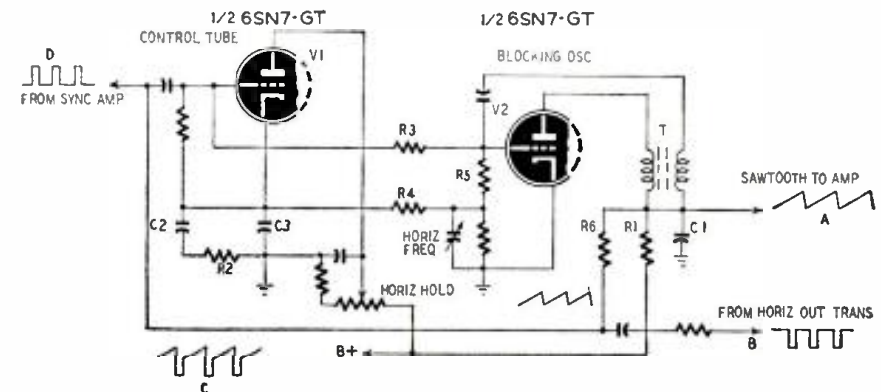 1/2 6SN7-GT
1/2 6SN7-GT
CONTROL TUBE
V1
BLOCKING OSC
D
FROM SYNC AMP
V2
R3
T
R5
SAWTOOTH TO AMP
R4
A
C2
C3
HORIZ
FREQ
R6
R1
C1
R2
HORIZ HOLD
FROM HORIZ OUT TRANS
B
B+
C